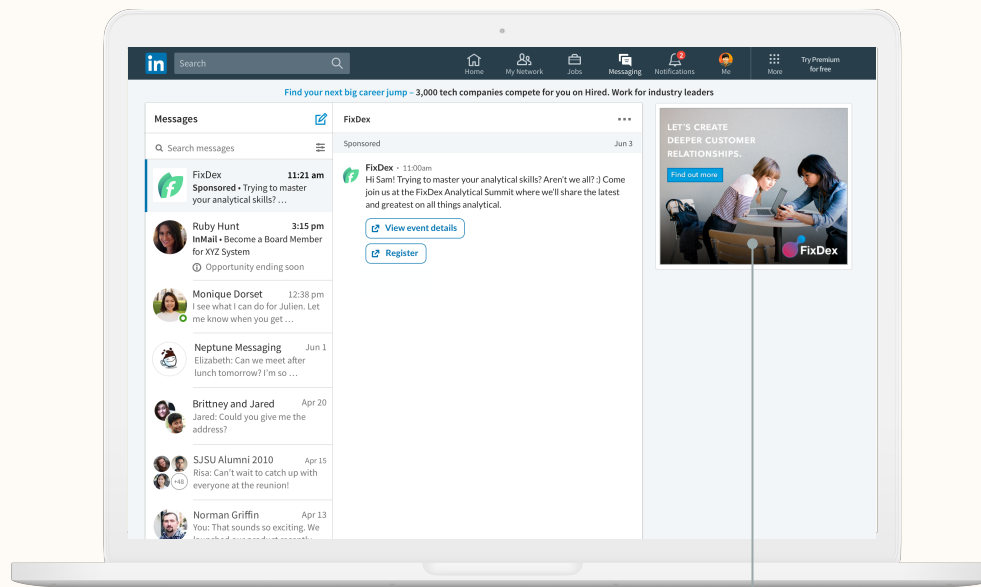 in
Search
Home
My Network
Jobs
Messaging
2
Notifications
Me
More
Try Premium
for free
Find your next big career jump – 3,000 tech companies compete for you on Hired. Work for industry leaders
Messages
Search messages
FixDex 11:21 am
Sponsored • Trying to master
your analytical skills? …
Ruby Hunt 3:15 pm
InMail • Become a Board Member
for XYZ System
Opportunity ending soon
Monique Dorset 12:38 pm
I see what I can do for Julien. Let
me know when you get …
Neptune Messaging Jun 1
Elizabeth: Can we meet after
lunch tomorrow? I'm so …
Brittney and Jared Apr 20
Jared: Could you give me the
address?
SJSU Alumni 2010 Apr 15
+48
Risa: Can't wait to catch up with
everyone at the reunion!
Norman Griffin Apr 13
You: That sounds so exciting. We
FixDex
Sponsored Jun 3
FixDex • 11:00am
Hi Sam! Trying to master your analytical skills? Aren't we all? :) Come
join us at the FixDex Analytical Summit where we'll share the latest
and greatest on all things analytical.
View event details
Register
LET'S CREATE
DEEPER CUSTOMER
RELATIONSHIPS.
Find out more
FixDex